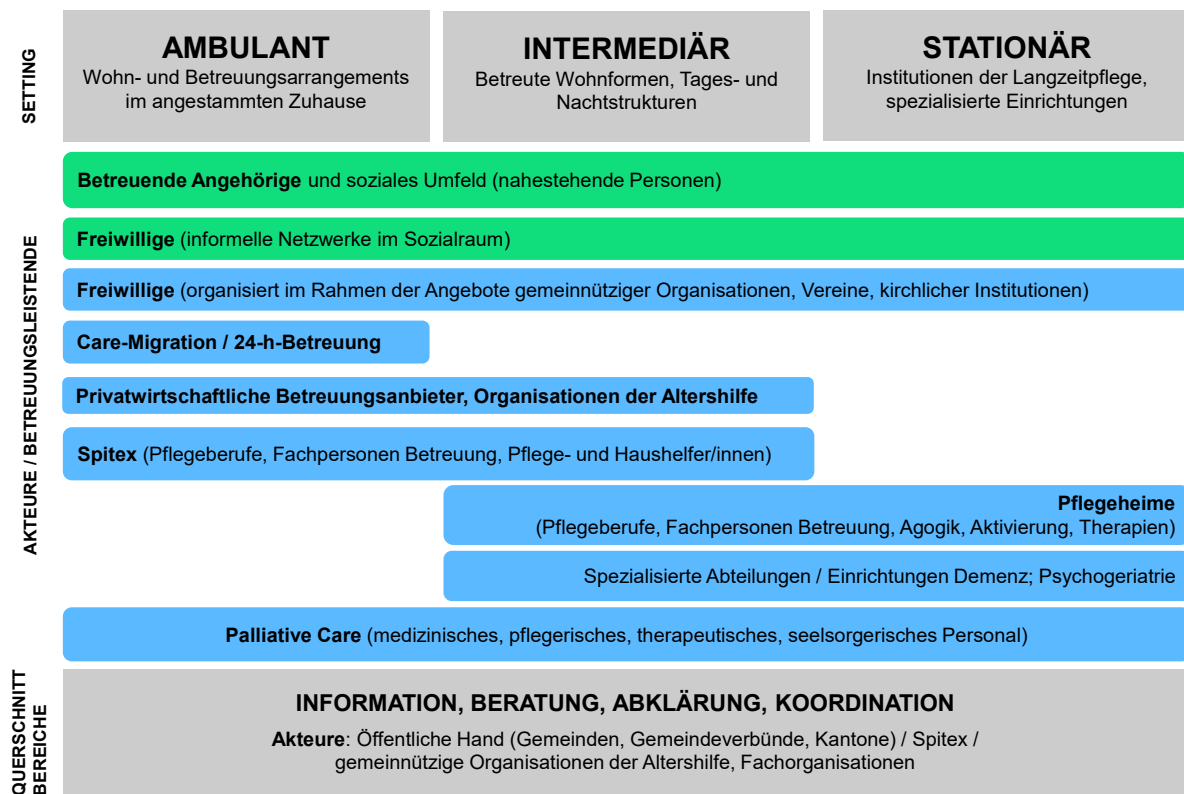 SETTING
AMBULANT
Wohn- und Betreuungsarrangements
im angestammten Zuhause
INTERMEDIÄR
Betreute Wohnformen, Tages- und
Nachtstrukturen
STATIONÄR
Institutionen der Langzeitpflege,
spezialisierte Einrichtungen
AKTEURE / BETREUUNGSLEISTENDE
Betreuende Angehörige und soziales Umfeld (nahestehende Personen)
Freiwillige (informelle Netzwerke im Sozialraum)
Freiwillige (organisiert im Rahmen der Angebote gemeinnütziger Organisationen, Vereine, kirchlicher Institutionen)
Care-Migration / 24-h-Betreuung
Privatwirtschaftliche Betreuungsanbieter, Organisationen der Altershilfe
Spitex (Pflegeberufe, Fachpersonen Betreuung, Pflege- und Haushelfer/innen)
Pflegeheime
(Pflegeberufe, Fachpersonen Betreuung, Agogik, Aktivierung, Therapien)
Spezialisierte Abteilungen / Einrichtungen Demenz; Psychogeriatrie
Palliative Care (medizinisches, pflegerisches, therapeutisches, seelsorgerisches Personal)
QUERSCHNITT
BEREICHE
INFORMATION, BERATUNG, ABKLÄRUNG, KOORDINATION
Akteure: Öffentliche Hand (Gemeinden, Gemeindeverbünde, Kantone) / Spitex /
gemeinnützige Organisationen der Altershilfe, Fachorganisationen